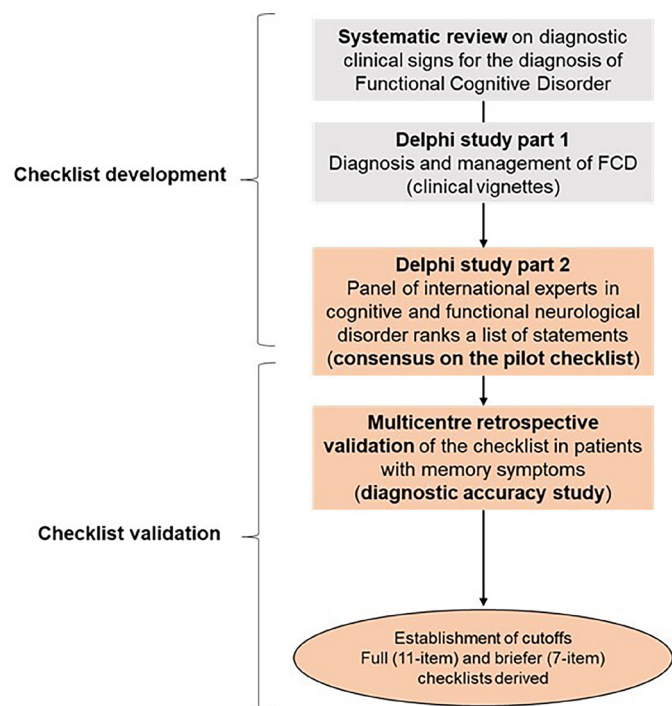 Systematic review on diagnostic
clinical signs for the diagnosis of
Functional Cognitive Disorder
Delphi study part 1
Diagnosis and management of FCD
(clinical vignettes)
Checklist development
Delphi study part 2
Panel of international experts in
cognitive and functional neurological
disorder ranks a list of statements
(consensus on the pilot checklist)
Multicentre retrospective
validation of the checklist in patients
with memory symptoms
(diagnostic accuracy study)
Checklist validation
Establishment of cutoffs
Full (11-item) and briefer (7-item)
checklists derived